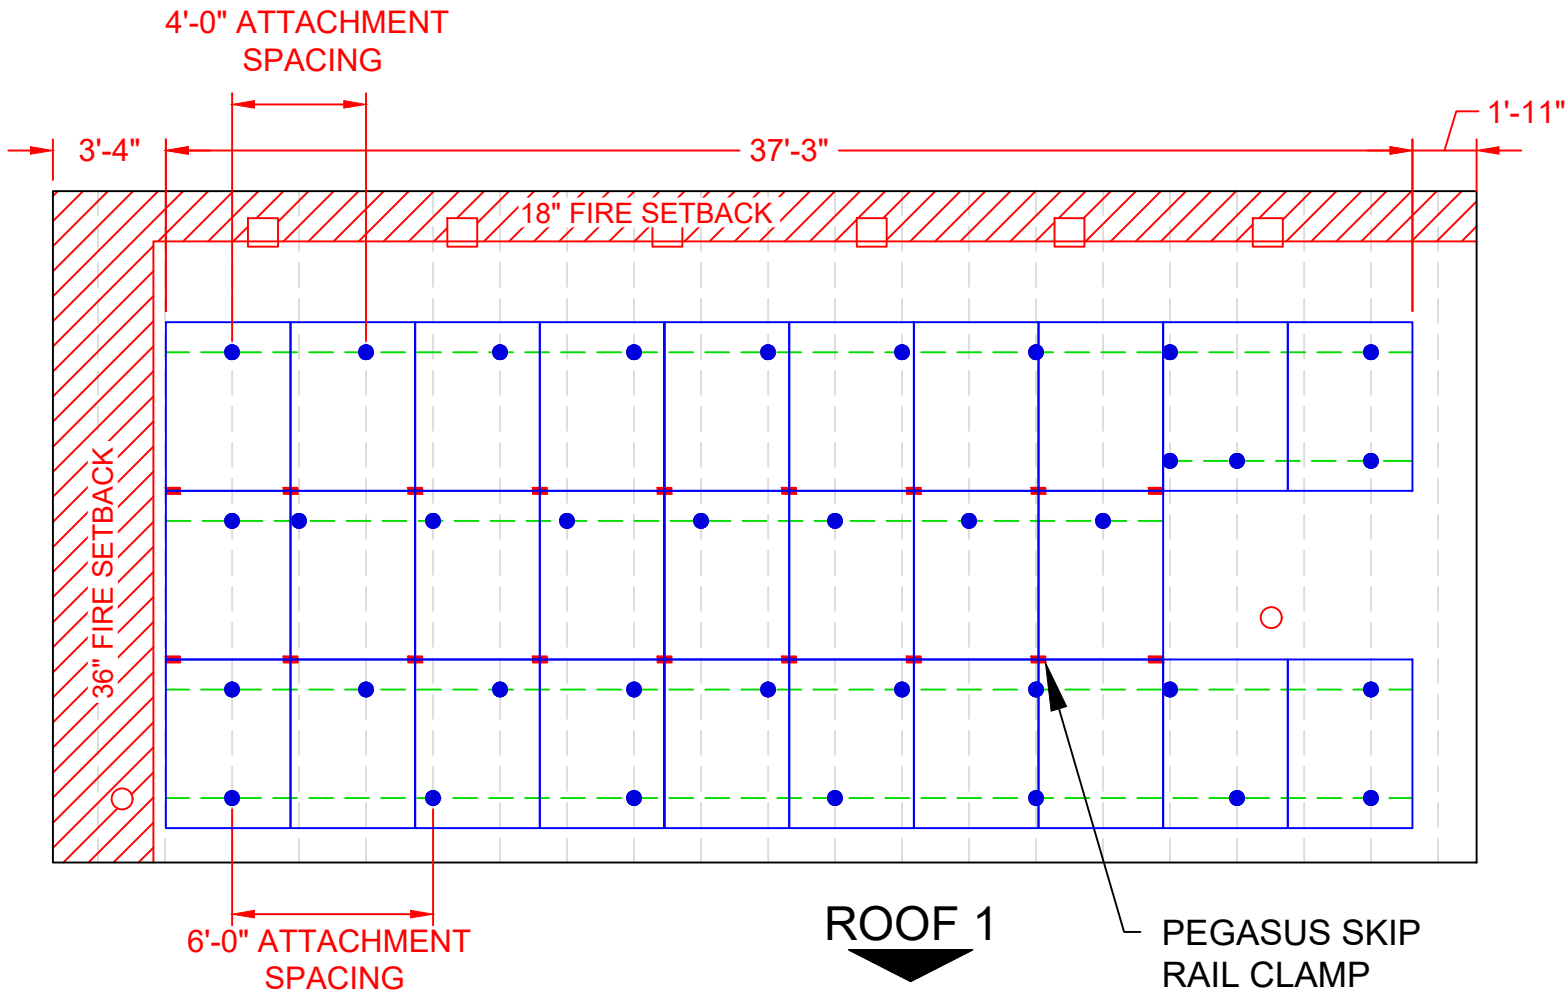 4'-0" ATTACHMENT
SPACING
1'-11"
3'-4"
37'-3"
18" FIRE SETBACK
36" FIRE SETBACK
6'-0" ATTACHMENT
SPACING
ROOF 1
PEGASUS SKIP
RAIL CLAMP